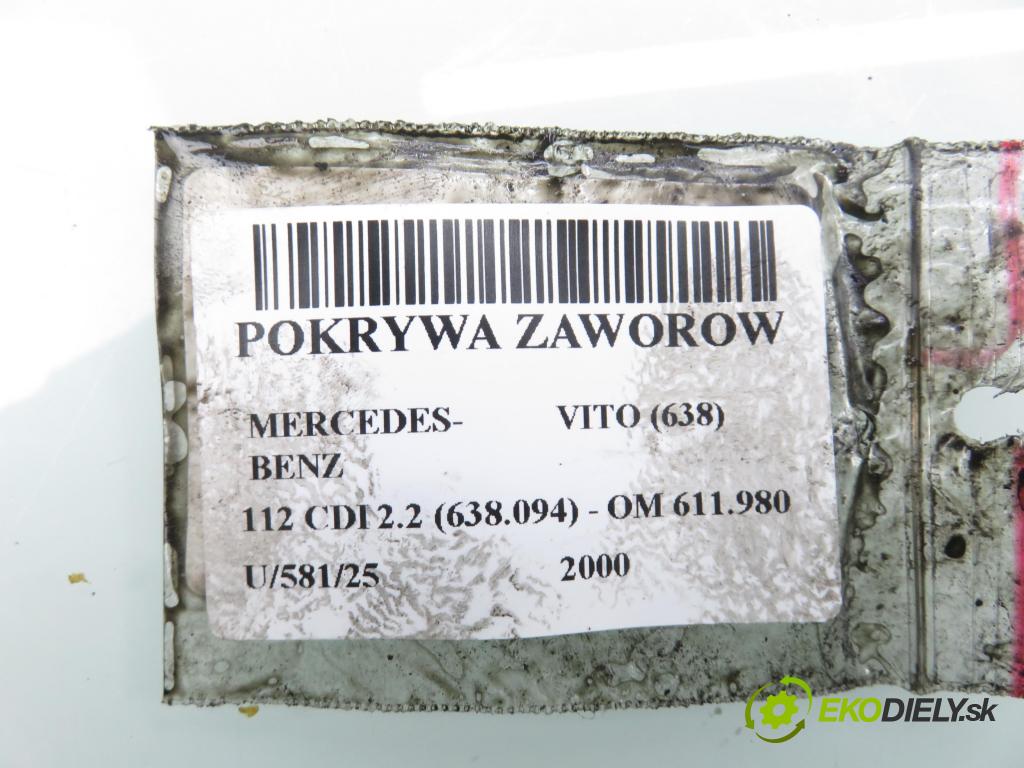 POKRYWA ZAWOROW
MERCEDES-BENZ VITO (638)
112 CDI 2.2 (638.094) - OM 611.980
U/581/25 2000
EKODIELY.sk